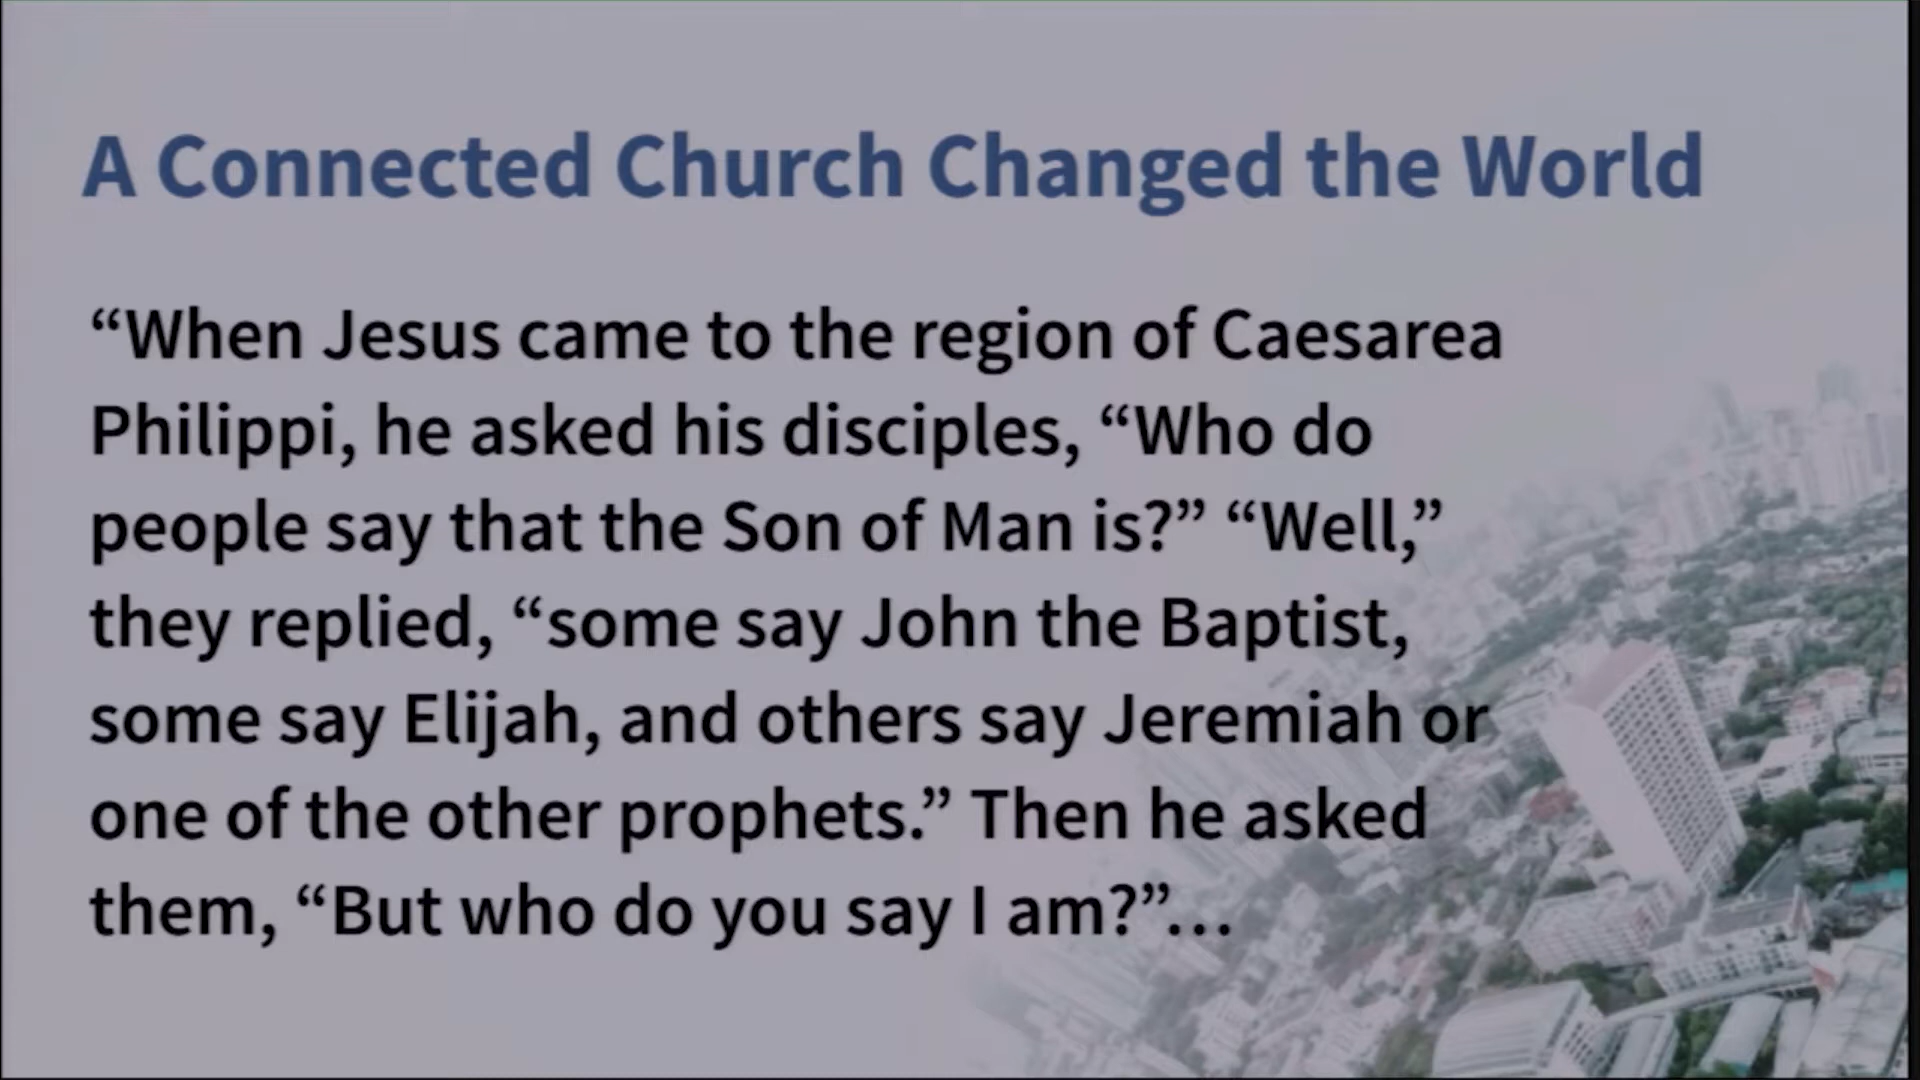 A Connected Church Changed the World
“When Jesus came to the region of Caesarea
Philippi, he asked his disciples, “Who do
people say that the Son of Man is?” “Well,”
they replied, “some say John the Baptist,
some say Elijah, and others say Jeremiah or
one of the other prophets.” Then he asked
them, “But who do you say I am?”…